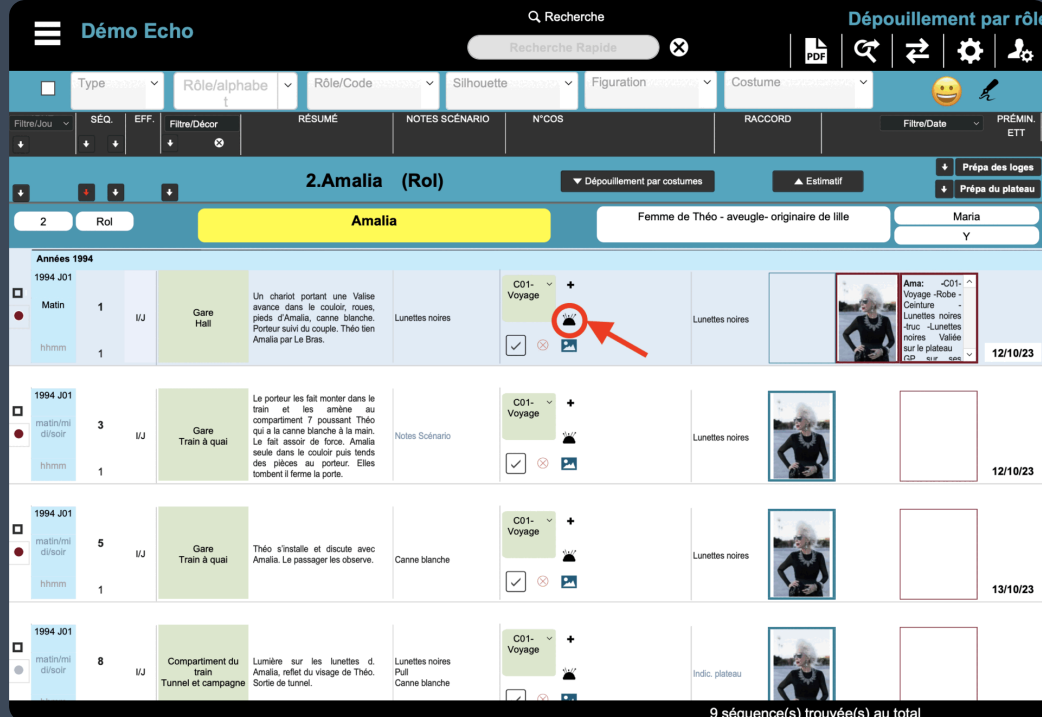 Démo Echo
Recherche
Recherche Rapide
Dépouillement par rôle
PDF
Type
Rôle/alphabe
t
Rôle/Code
Silhouette
Figuration
Costume
Filtre/Jou
SÉQ.
EFF.
Filtre/Décor
RÉSUMÉ
NOTES SCÉNARIO
N°COS
RACCORD
Filtre/Date
PRÉMIN.
ETT
2.Amalia (Rol)
Dépouillement par costumes
Estimatif
Prépa des loges
Prépa du plateau
2
Rol
Amalia
Femme de Théo - aveugle- originaire de lille
Maria
Y
Années 1994
1994 J01
Matin
hhmm
1
1
I/J
Gare
Hall
Un chariot portant une Valise
avance dans le couloir, roues,
pieds d'Amalia, canne blanche.
Porteur suivi du couple. Théo tien
Amalia par Le Bras.
Lunettes noires
C01-
Voyage
Lunettes noires
Ama: -C01-
Voyage -Robe -
Ceinture -
Lunettes noires
-truc -Lunettes
noires Valiée
sur le plateau
GP sur ses
12/10/23
1994 J01
matin/mi
di/soir
hhmm
3
1
I/J
Gare
Train à quai
Le porteur les fait monter dans le
train et les amène au
compartiment 7 poussant Théo
qui a la canne blanche à la main.
Le fait assoir de force. Amalia
seule dans le couloir puis tends
des pièces au porteur. Elles
tombent il ferme la porte.
Notes Scénario
C01-
Voyage
Lunettes noires
12/10/23
1994 J01
matin/mi
di/soir
hhmm
5
1
I/J
Gare
Train à quai
Théo s'installe et discute avec
Amalia. Le passager les observe.
Canne blanche
C01-
Voyage
Lunettes noires
13/10/23
1994 J01
matin/mi
di/soir
8
I/J
Compartiment du
train
Tunnel et campagne
Lumière sur les lunettes d.
Amalia, reflet du visage de Théo.
Sortie de tunnel.
Lunettes noires
Pull
Canne blanche
C01-
Voyage
Indic. plateau
9 séquence(s) trouvée(s) au total